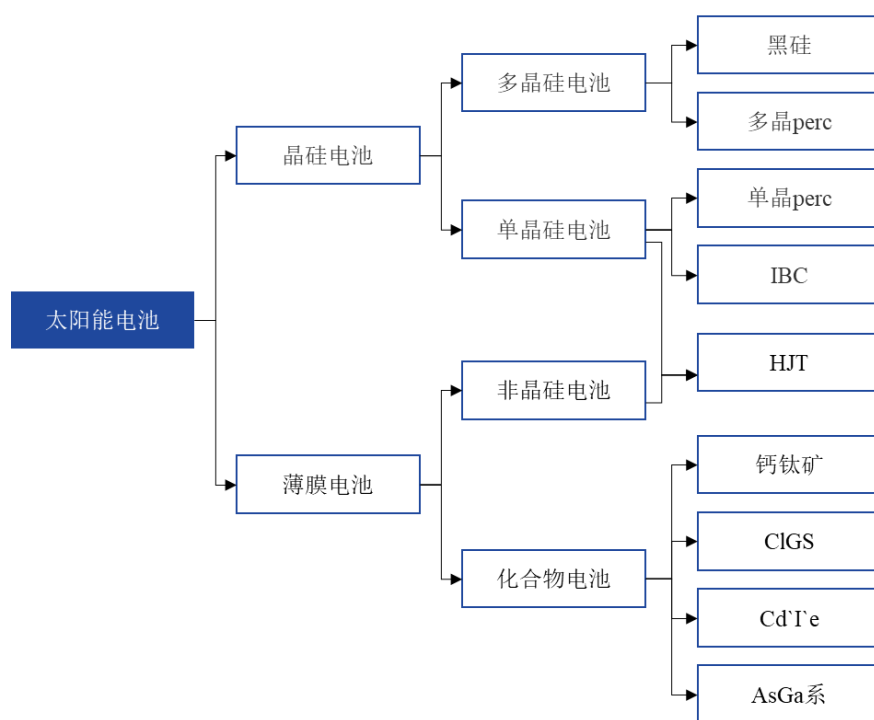 太阳能电池
晶硅电池
薄膜电池
多晶硅电池
单晶硅电池
非晶硅电池
化合物电池
黑硅
多晶perc
单晶perc
IBC
HJT
钙钛矿
ClGS
Cd`I`e
AsGa系